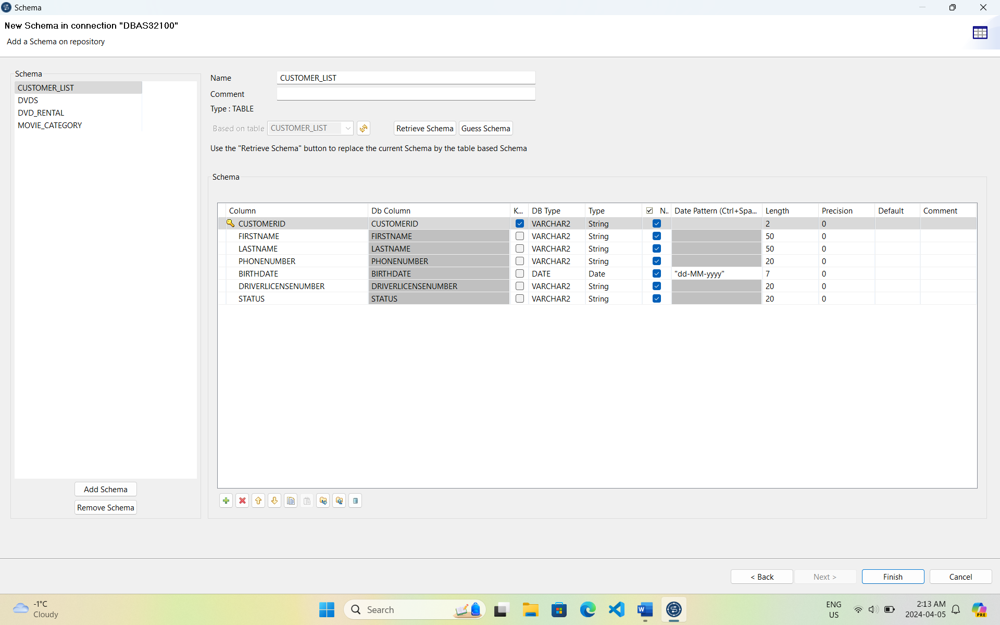 Schema
New Schema in connection "DBAS32100"
Add a Schema on repository
Schema
CUSTOMER_LIST
DVDS
DVD_RENTAL
MOVIE_CATEGORY
Add Schema
Remove Schema
Name CUSTOMER_LIST
Comment
Type : TABLE
Based on table CUSTOMER_LIST Retrieve Schema Guess Schema
Use the "Retrieve Schema" button to replace the current Schema by the table based Schema
Schema
Column Db Column K... DB Type Type N.. Date Pattern (Ctrl+Spa... Length Precision Default Comment
CUSTOMERID CUSTOMERID VARCHAR2 String 2 0
FIRSTNAME FIRSTNAME VARCHAR2 String 50 0
LASTNAME LASTNAME VARCHAR2 String 50 0
PHONENUMBER PHONENUMBER VARCHAR2 String 20 0
BIRTHDATE BIRTHDATE DATE Date "dd-MM-yyyy" 7 0
DRIVERLICENSENUMBER DRIVERLICENSENUMBER VARCHAR2 String 20 0
STATUS STATUS VARCHAR2 String 20 0
< Back Next > Finish Cancel
-1°C
Cloudy
Search
ENG
US
2:13 AM
2024-04-05
PRE